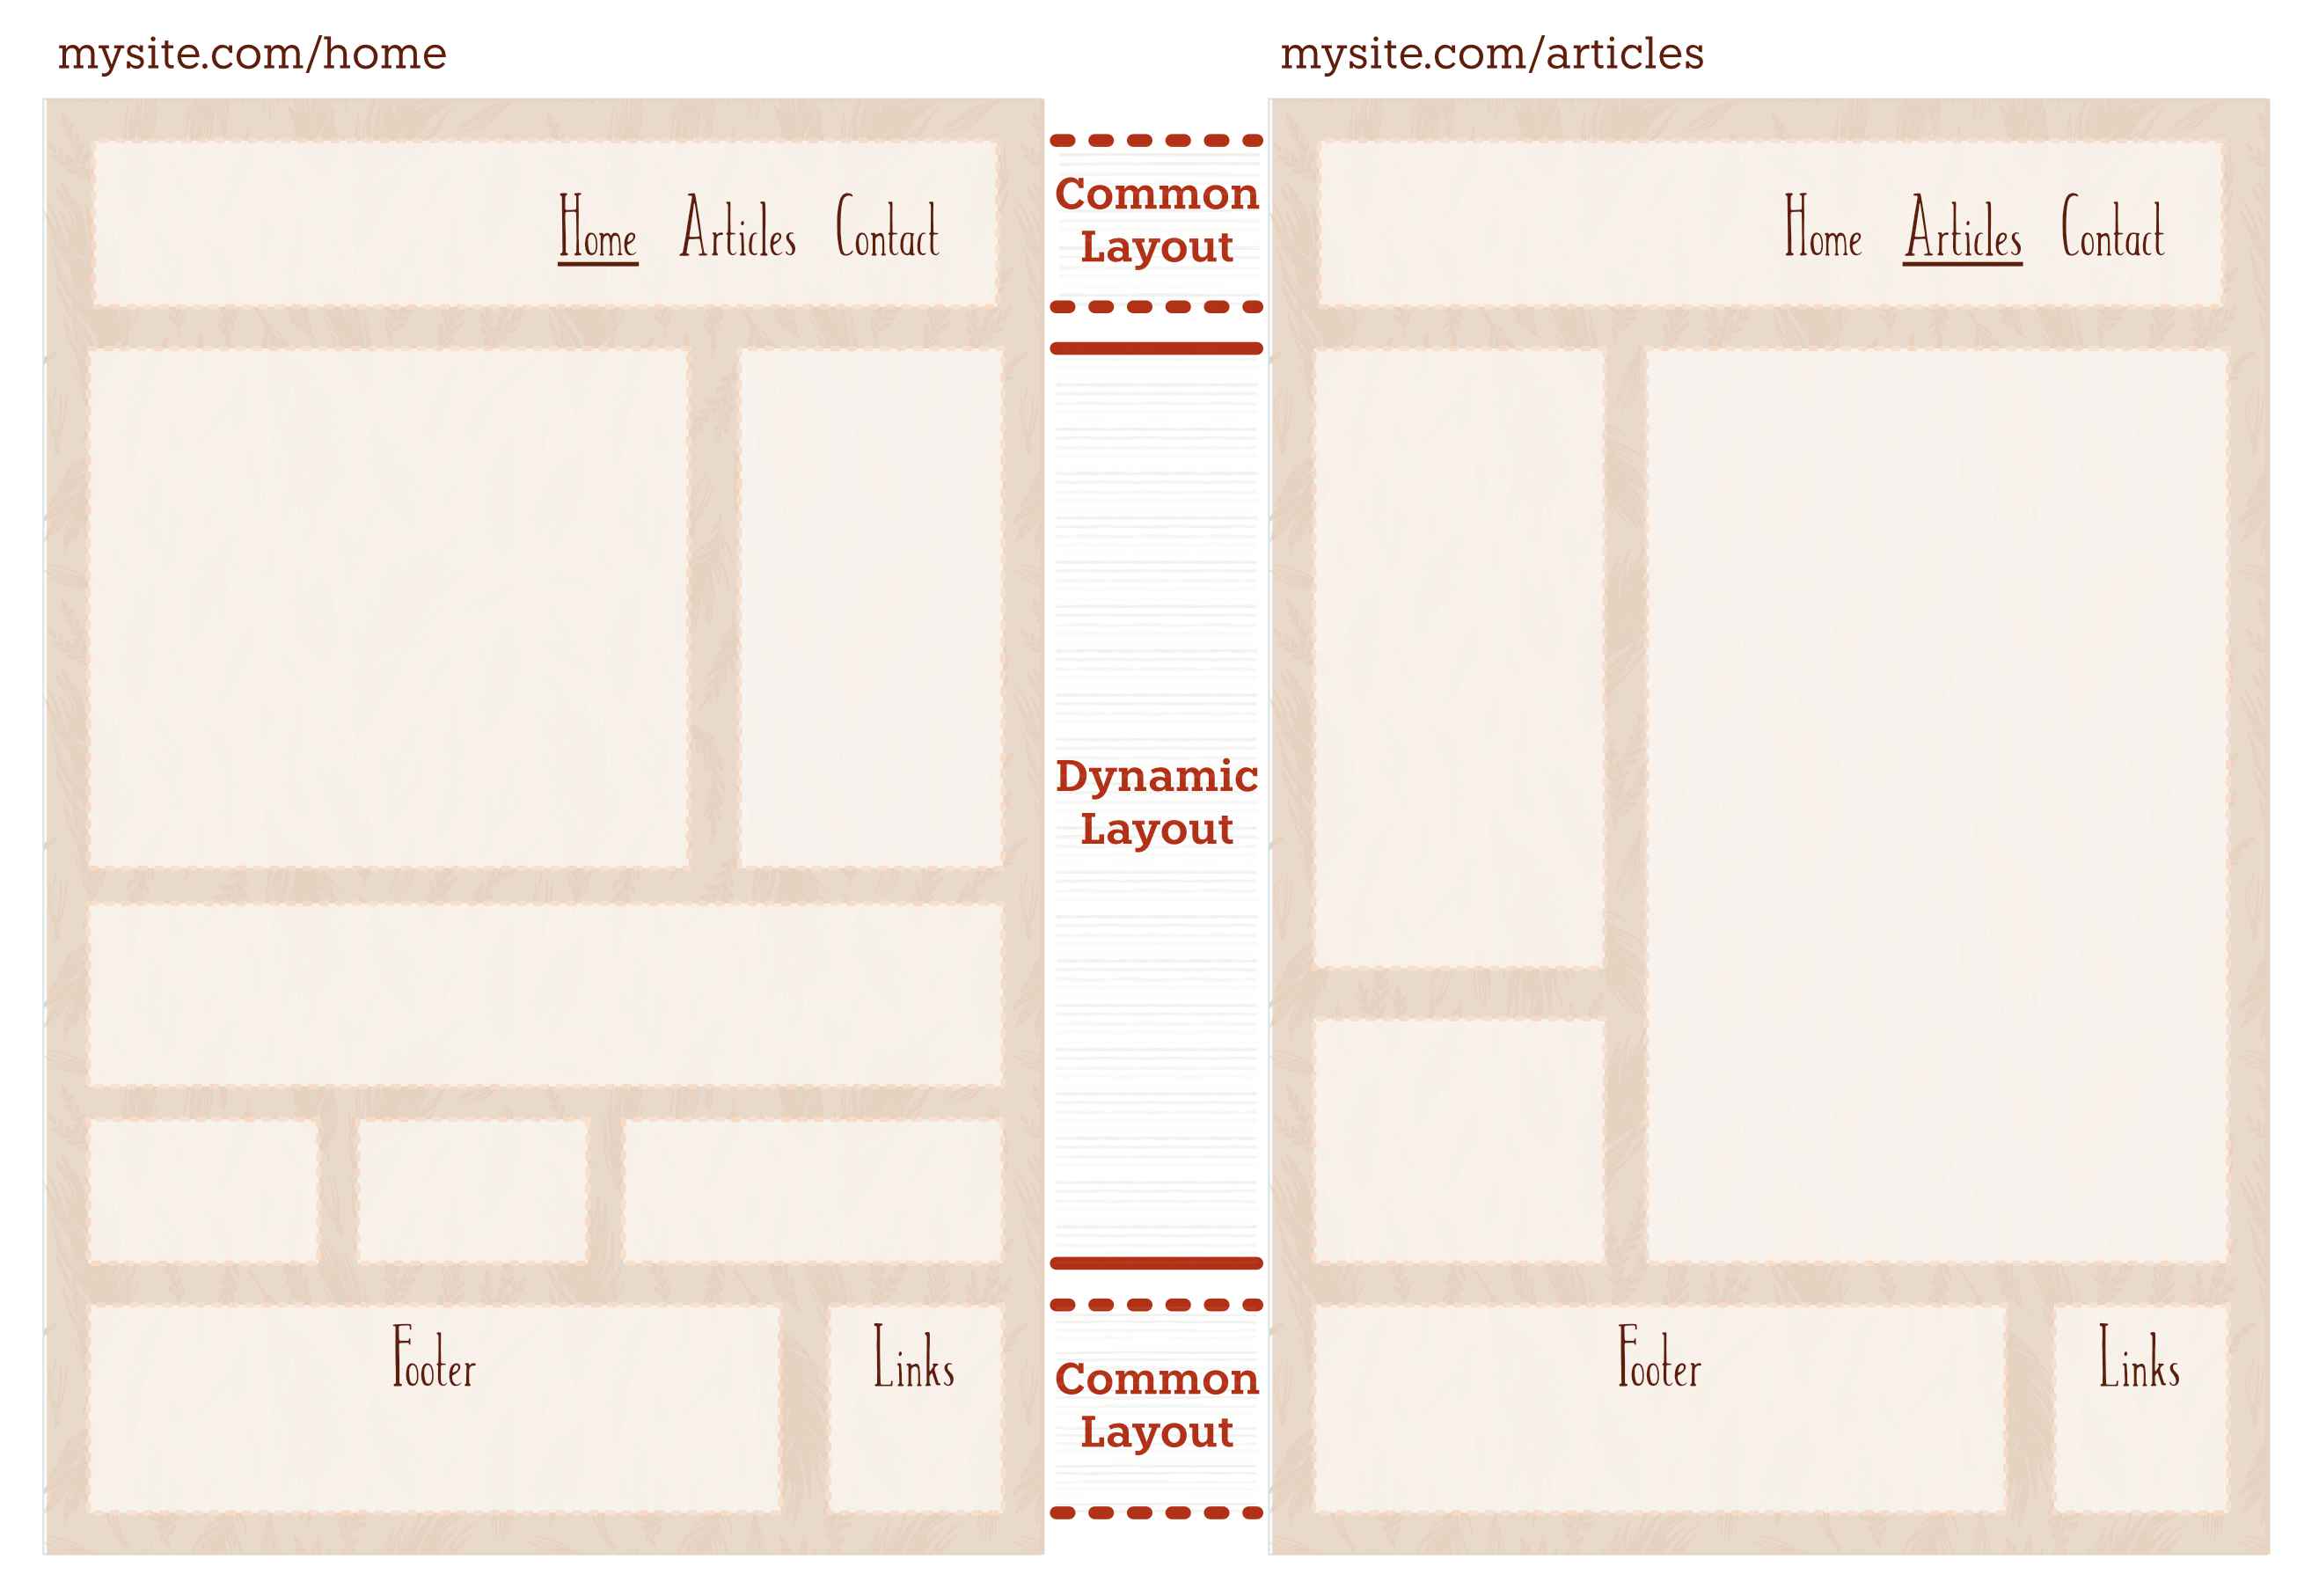 mysite.com/home
mysite.com/articles
Home Articles Contact
Common
Layout
Home Articles Contact
Dynamic
Layout
Footer
Links
Common
Layout
Footer
Links